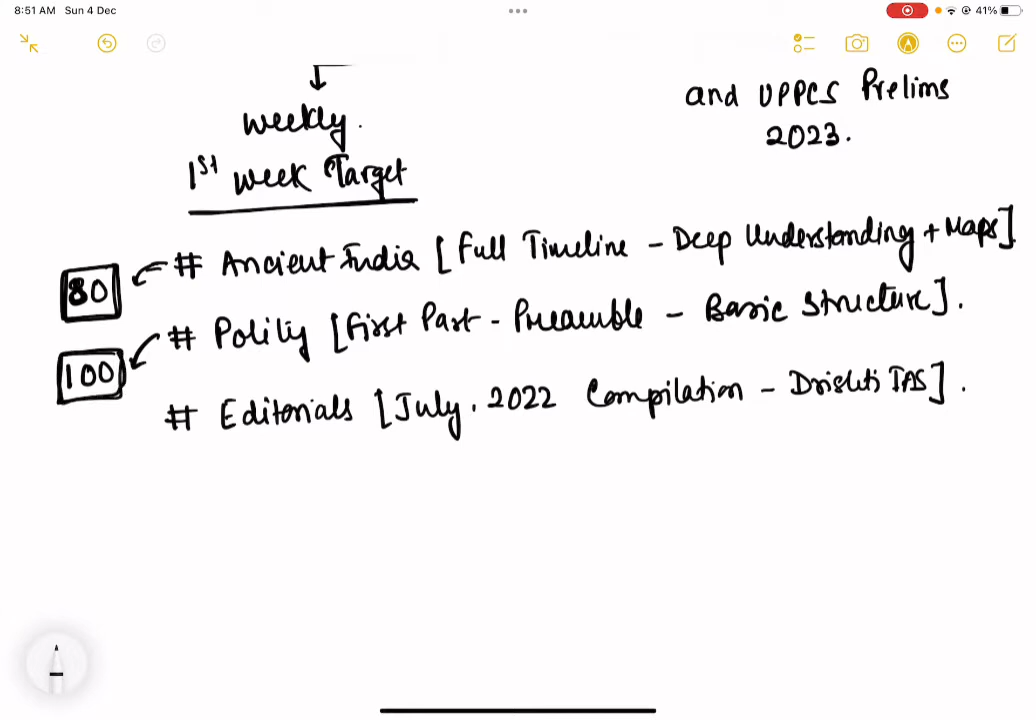 8:51 AM Sun 4 Dec
41%
weekly.
and UPPCS Prelims
2023.
1st week Target
# Ancient India [Full Timeline - Deep Understanding + Maps]
80
# Polity [First Part - Preamble - Basic Structure].
100
# Editorials [July, 2022 Compilation - Drishti IAS].